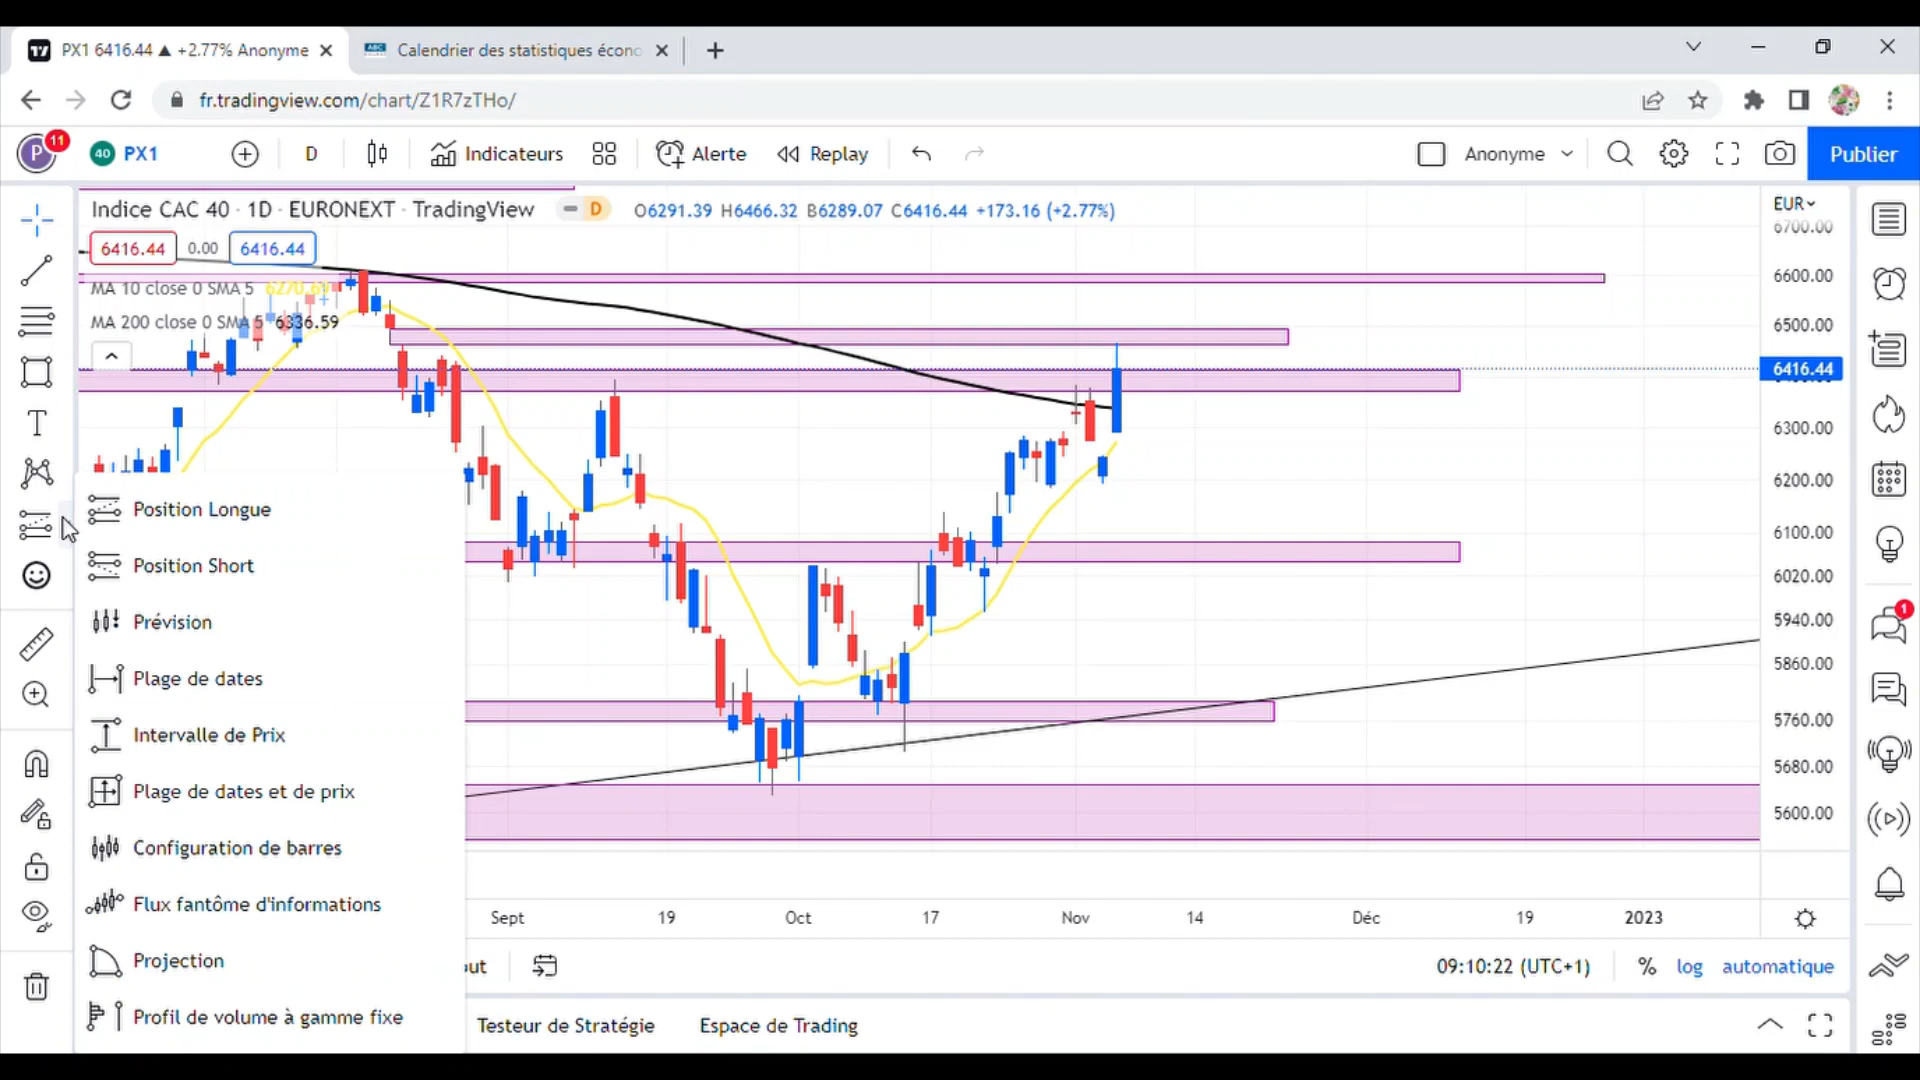 PX1 6416.44 ▲ +2.77% Anonyme
ABC
Calendrier des statistiques écono
fr.tradingview.com/chart/Z1R7zTHo/
P
11
40
PX1
D
Indicateurs
Alerte
Replay
Anonyme
Publier
Indice CAC 40 · 1D · EURONEXT · TradingView
D
O6291.39 H6466.32 B6289.07 C6416.44 +173.16 (+2.77%)
EUR
6700.00
6416.44
0.00
6416.44
6600.00
MA 10 close 0 SMA 5
MA 200 close 0 SMA 5 6336.59
6500.00
6416.44
6300.00
6200.00
6100.00
6020.00
5940.00
5860.00
5760.00
5680.00
5600.00
T
Position Longue
Position Short
Prévision
Plage de dates
Intervalle de Prix
Plage de dates et de prix
Configuration de barres
Flux fantôme d'informations
Projection
Profil de volume à gamme fixe
1
Sept
19
Oct
17
Nov
14
Déc
19
2023
ut
09:10:22 (UTC+1)
%
log
automatique
Testeur de Stratégie
Espace de Trading